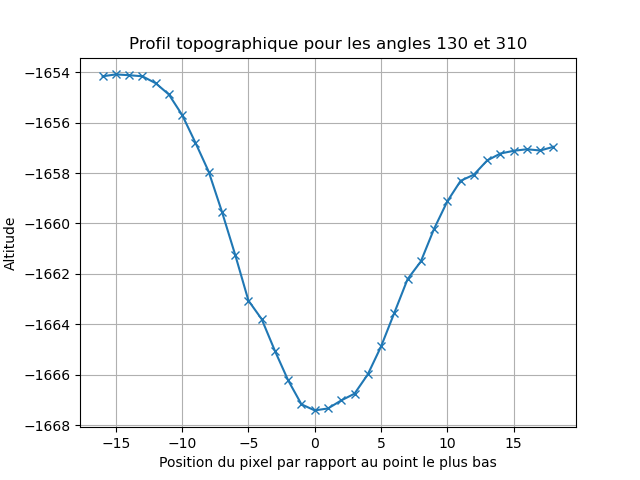 Profil topographique pour les angles 130 et 310
−1654
−1656
−1658
−1660
−1662
−1664
−1666
−1668
Altitude
−15 −10 −5 0 5 10 15
Position du pixel par rapport au point le plus bas